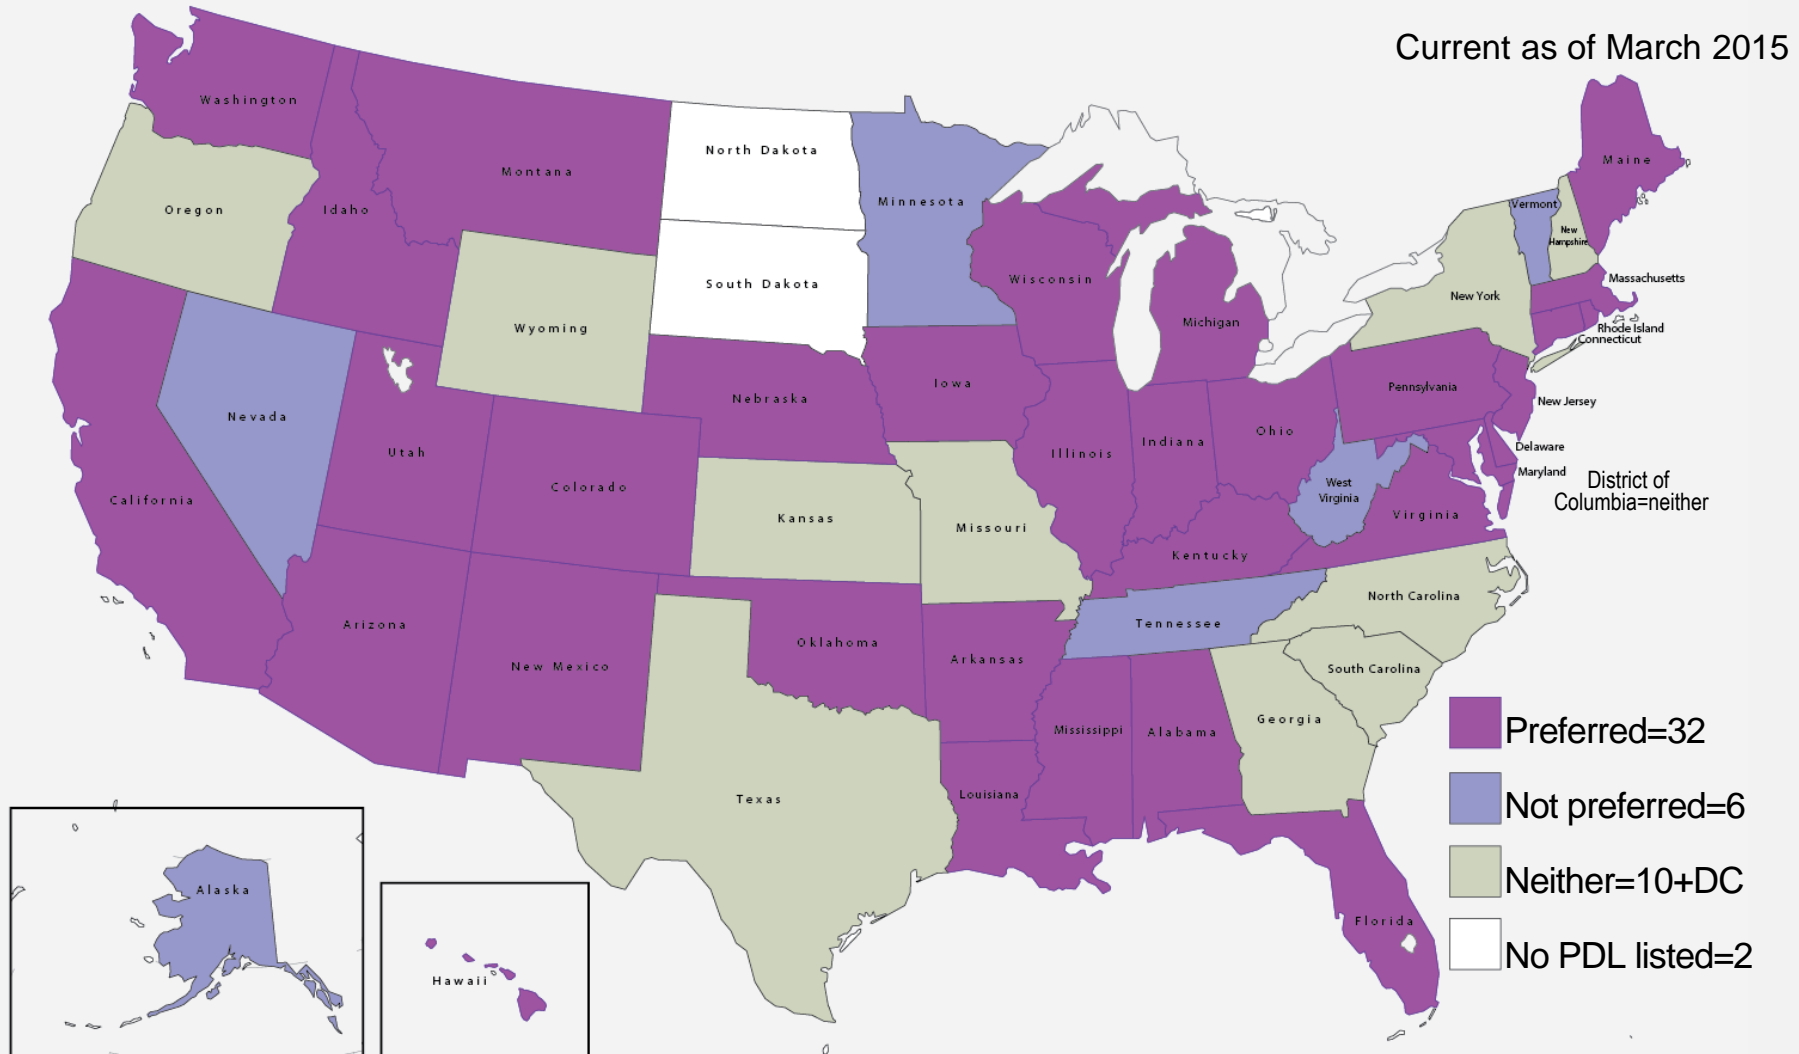 Current as of March 2015
Washington
Montana
North Dakota
Minnesota
Maine
Oregon
Idaho
Vermont
New
Hampshire
Wisconsin
South Dakota
Massachusetts
New York
Wyoming
Michigan
Rhode Island
Connecticut
Iowa
Pennsylvania
Nebraska
New Jersey
Nevada
Utah
Illinois
Indiana
Ohio
Delaware
Maryland
District of
Columbia=neither
California
Colorado
West
Virginia
Virginia
Kansas
Missouri
Kentucky
North Carolina
Arizona
Tennessee
Oklahoma
New Mexico
Arkansas
South Carolina
Georgia
Mississippi
Alabama
Preferred=32
Texas
Louisiana
Not preferred=6
Alaska
Neither=10+DC
Florida
No PDL listed=2
Hawaii